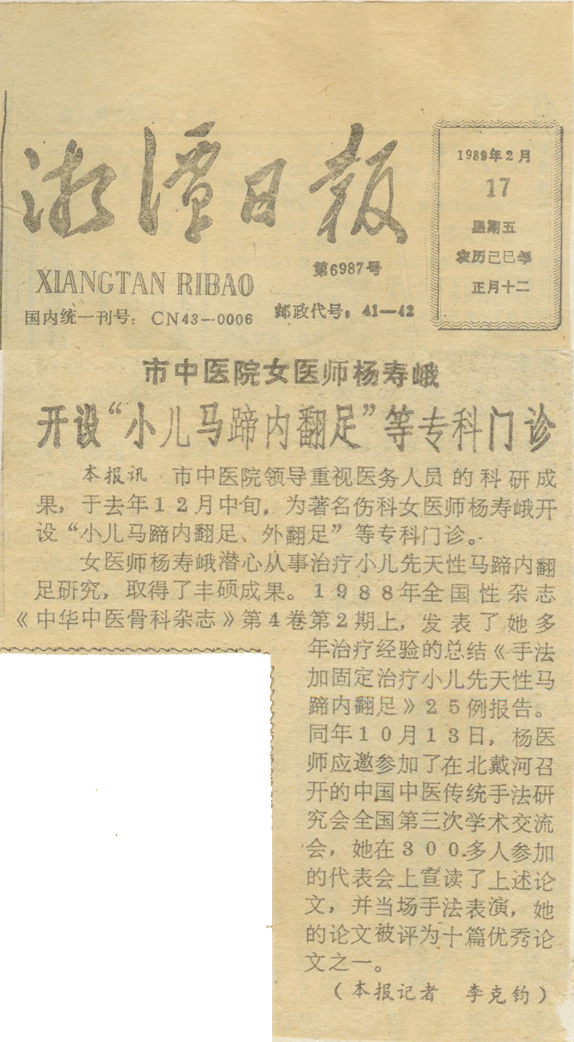 湘潭日报
XIANGTAN RIBAO
第6987号
国内统一刊号：CN43—0006
邮政代号：41—42
1989年2月
17
星期五
农历己巳年
正月十二
市中医院女医师杨寿峨
开设“小儿马蹄内翻足”等专科门诊
本报讯 市中医院领导重视医务人员的科研成
果，于去年12月中旬，为著名伤科女医师杨寿峨开
设“小儿马蹄内翻足、外翻足”等专科门诊。
女医师杨寿峨潜心从事治疗小儿先天性马蹄内翻
足研究，取得了丰硕成果。1988年全国性杂志
《中华中医骨科杂志》第4卷第2期上，发表了她多
年治疗经验的总结《手法
加固定治疗小儿先天性马
蹄内翻足》25例报告。
同年10月13日，杨医
师应邀参加了在北戴河召
开的中国中医传统手法研
究会全国第三次学术交流
会，她在300多人参加
的代表会上宣读了上述论
文，并当场手法表演，她
的论文被评为十篇优秀论
文之一。
（本报记者 李克钧）